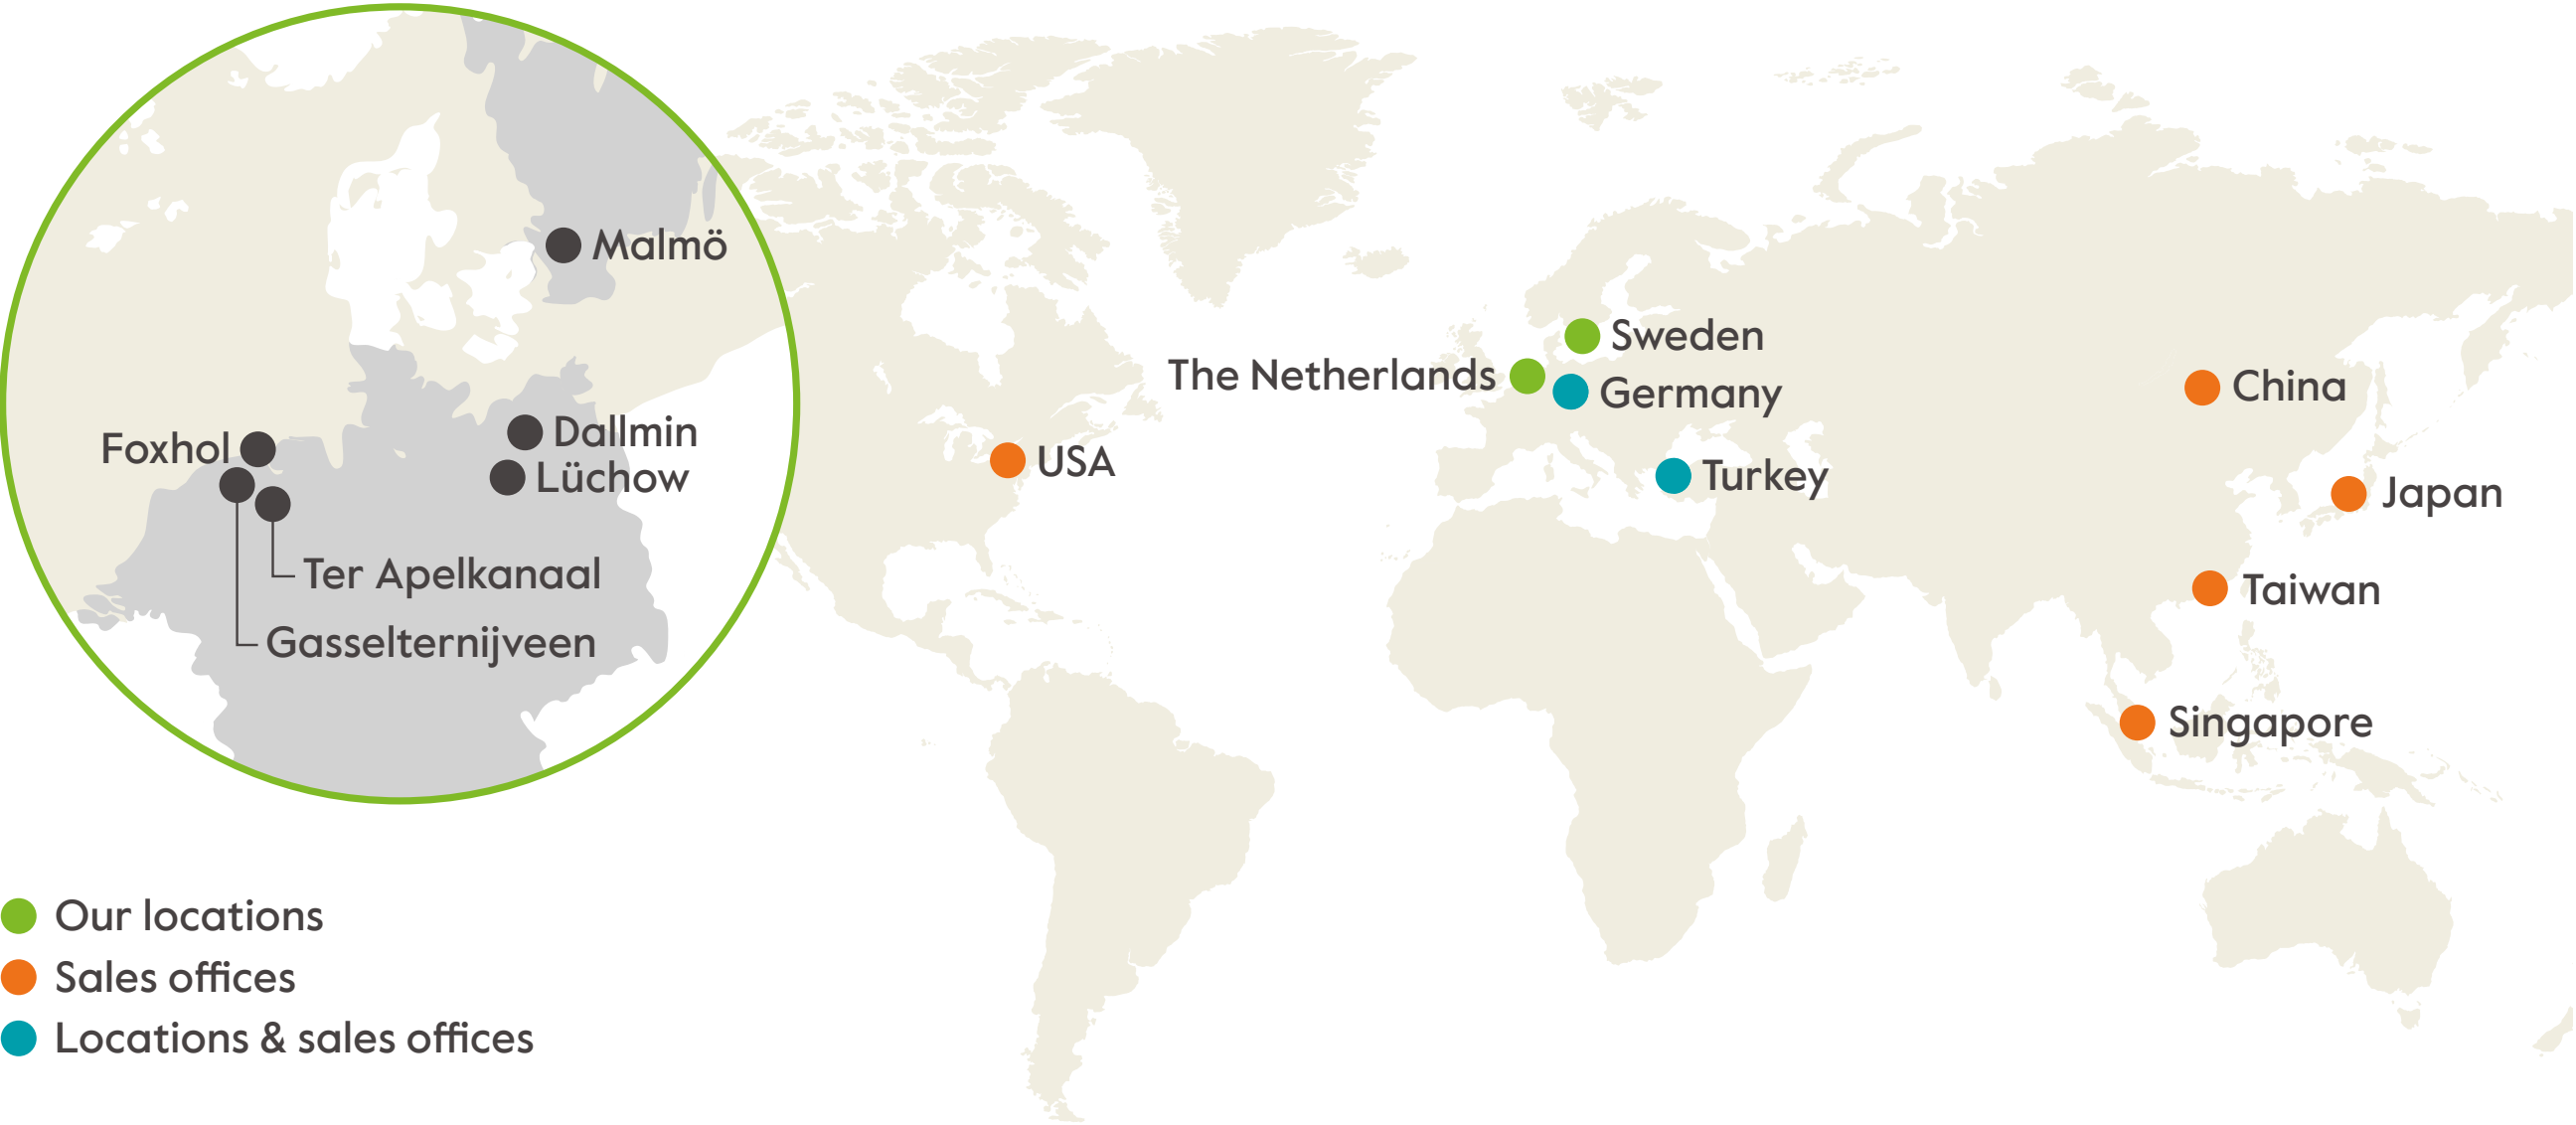 Malmö
Foxhol
Dallmin
Lüchow
Ter Apelkanaal
Gasselternijveen
Sweden
The Netherlands
Germany
China
USA
Turkey
Japan
Taiwan
Singapore
Our locations
Sales offices
Locations & sales offices